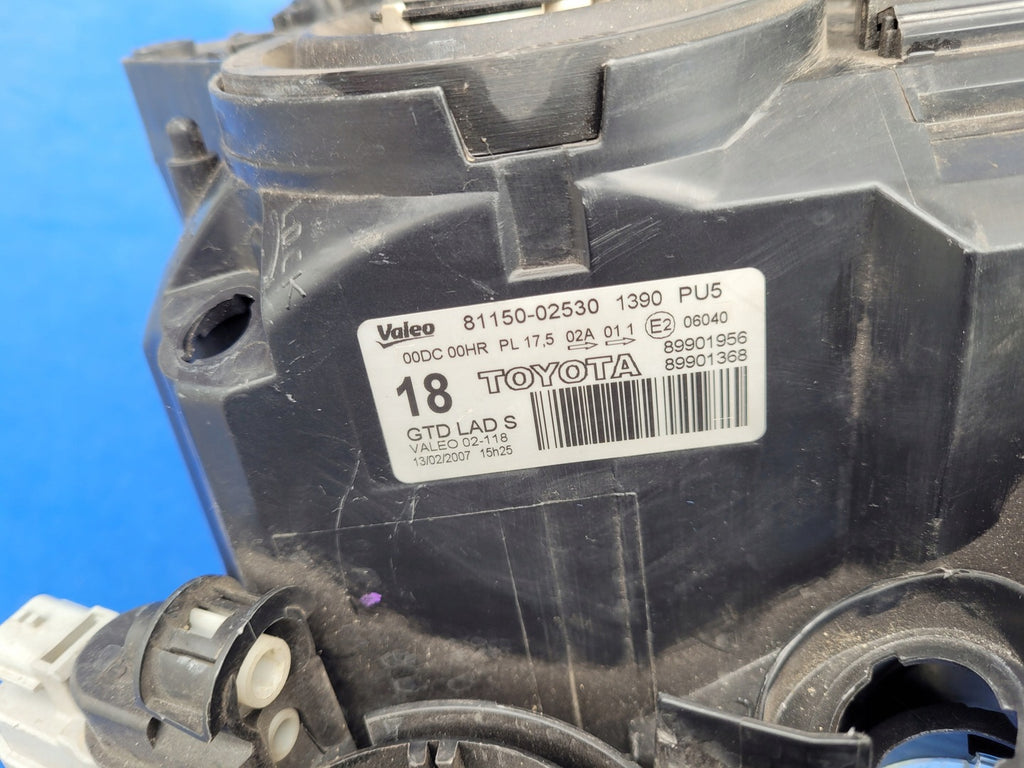 Valeo 81150-02530 1390 PU5
00DC 00HR PL 17,5 02A 01 1 E2 06040
18 TOYOTA 89901956
89901368
GTD LAD S
VALEO 02-118
13/02/2007 15h25